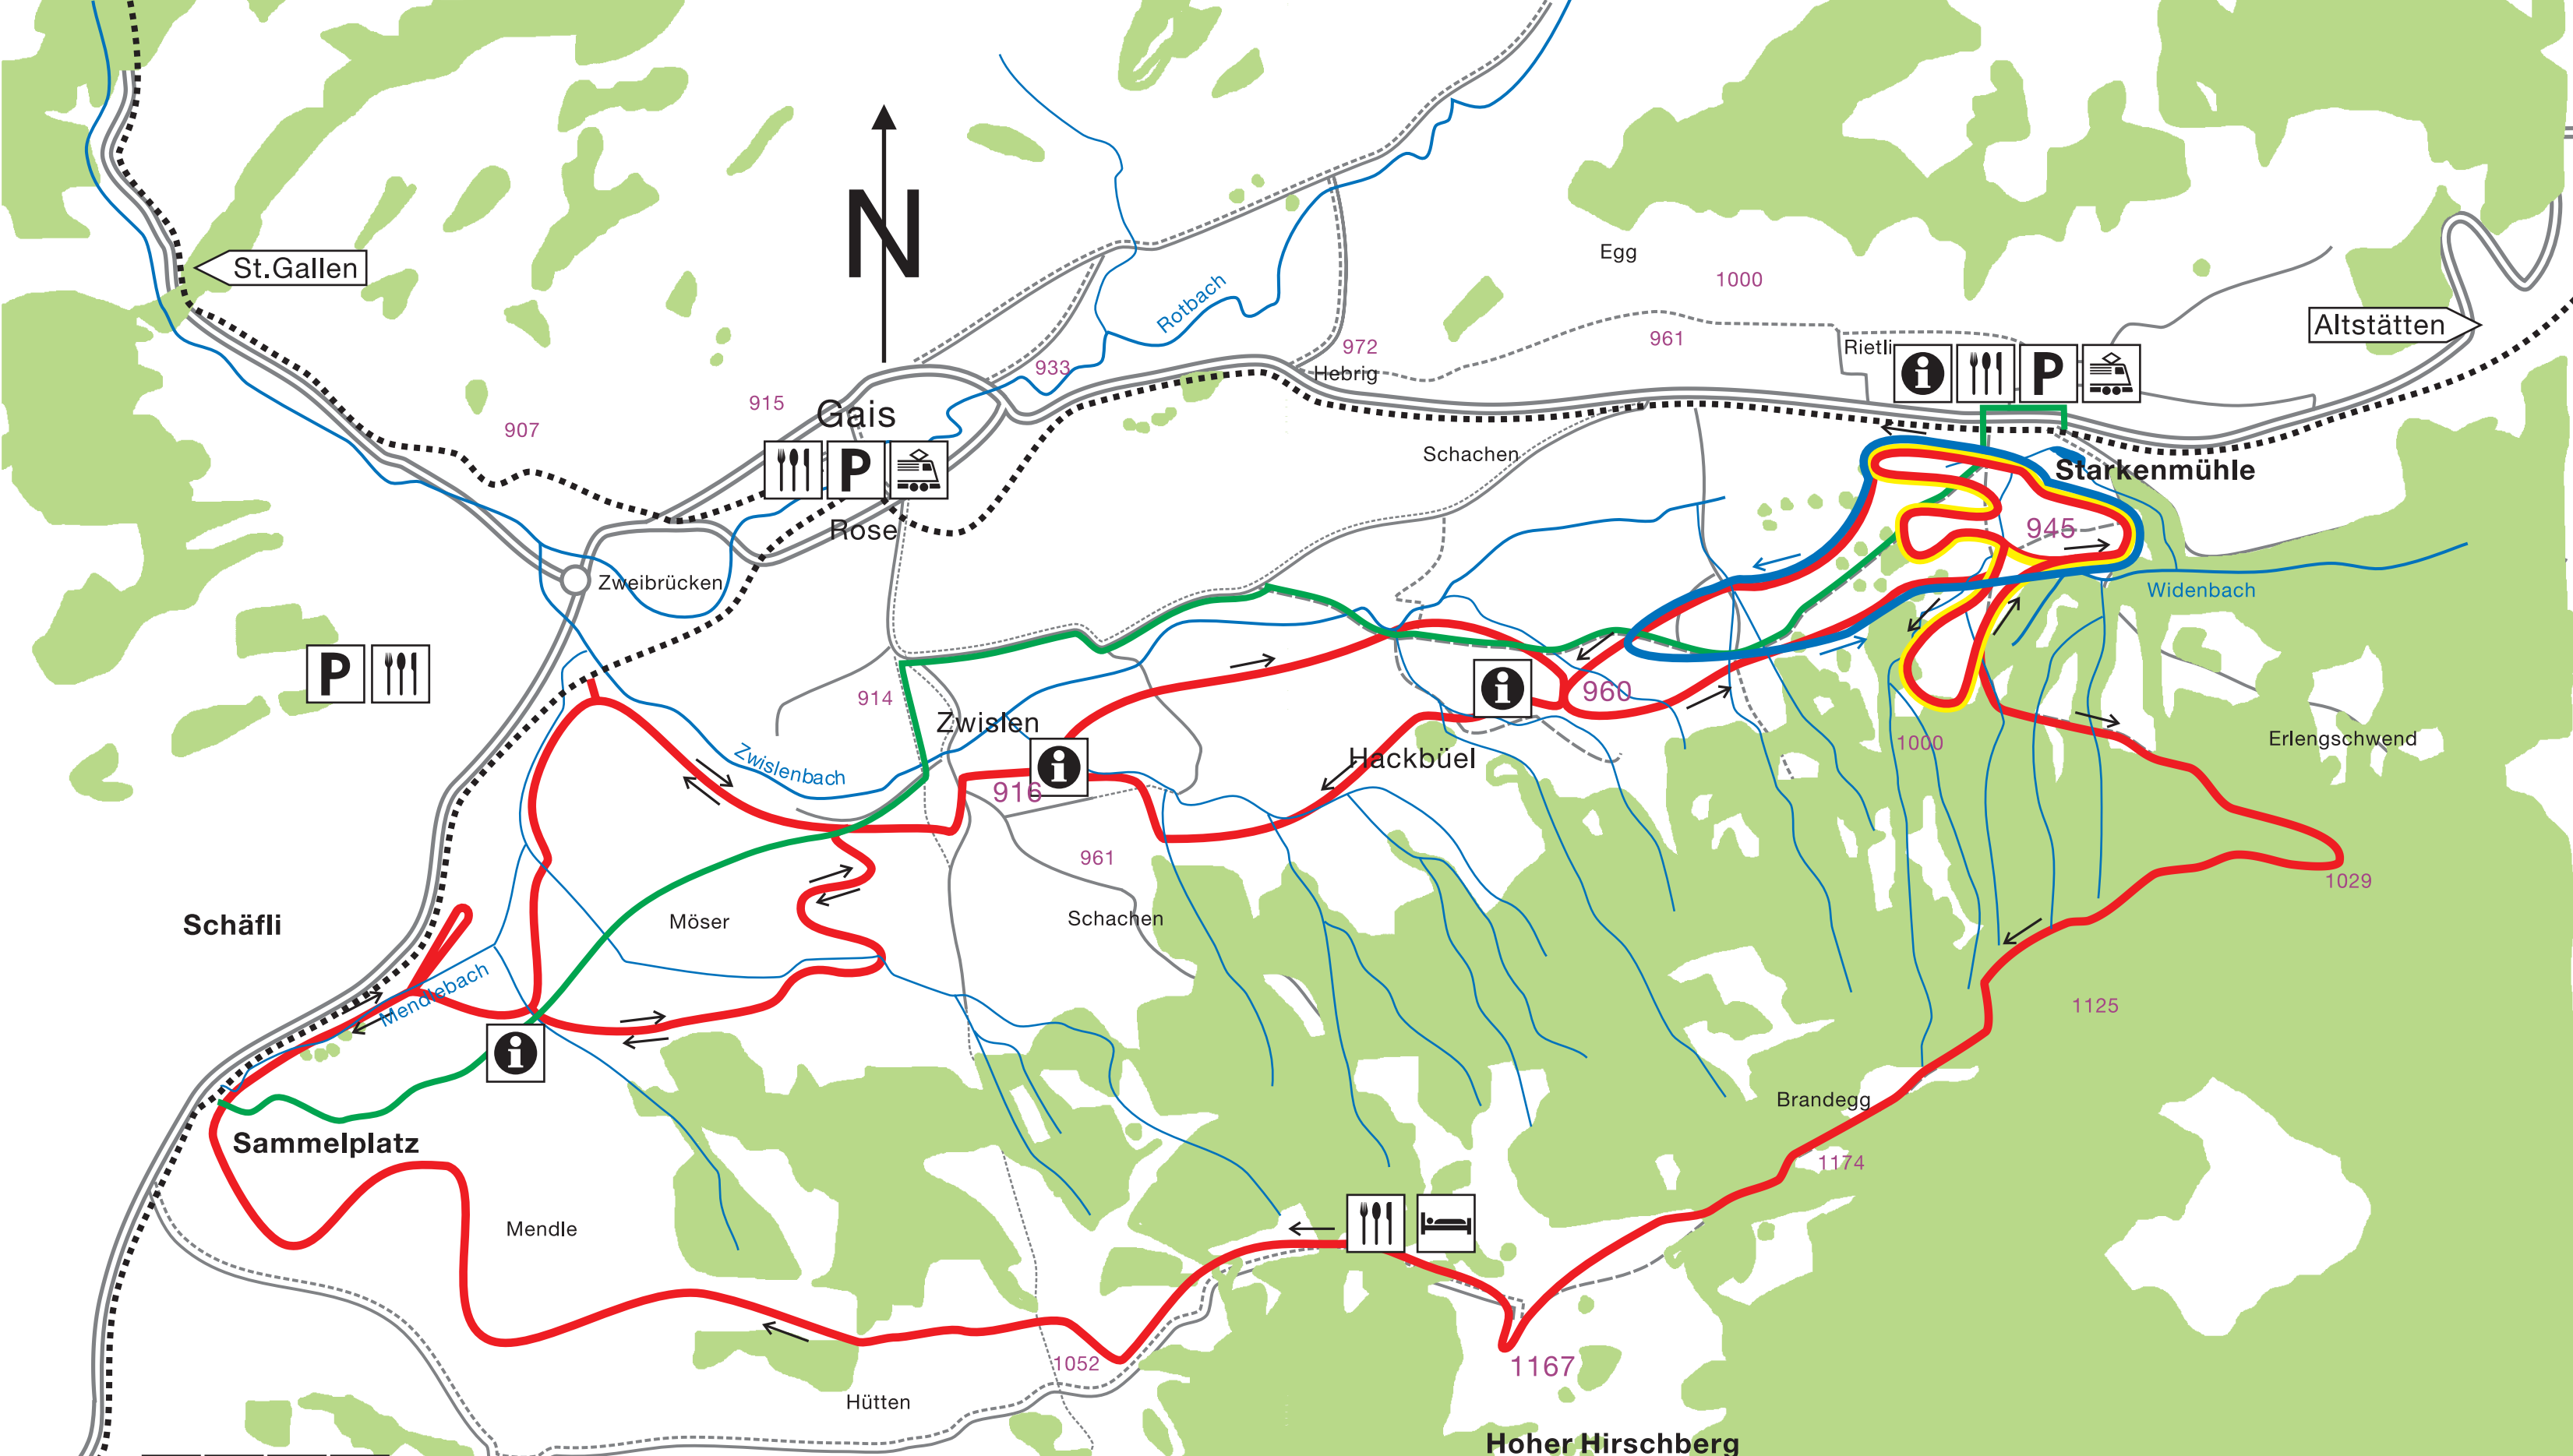 Egg
St.Gallen
1000
Rotbach
Altstätten
961
972
Rietli
i
P
933
Hebrig
915
Gais
907
N
Schachen
P
Starkenmühle
945
Rose
Zweibrücken
Widenbach
P
914
i
960
Zwislen
1000
Erlengschwend
Zwislenbach
i
Hackbüel
916
961
1029
Möser
Schachen
Schäfli
Mendlebach
1125
i
Brandegg
Sammelplatz
1174
Mendle
1052
1167
Hütten
Hoher Hirschberg